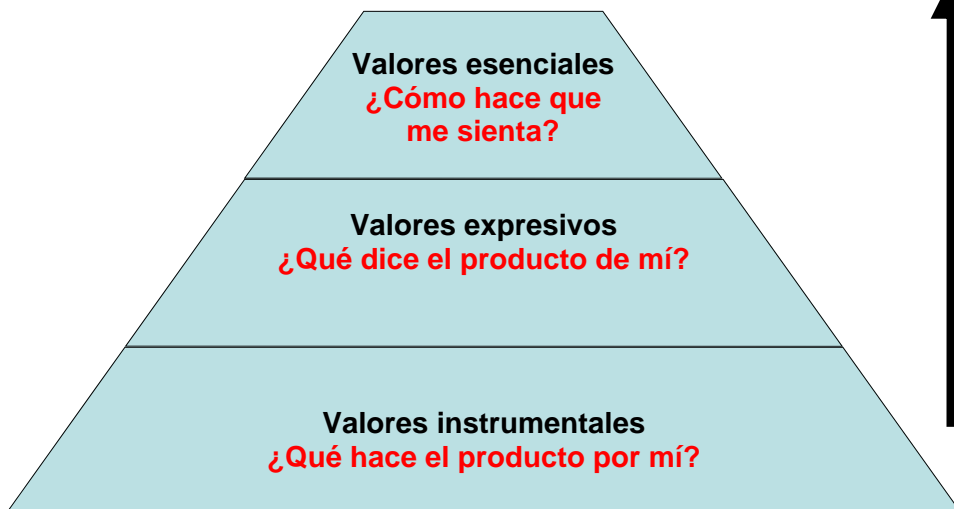 Valores esenciales
¿Cómo hace que
me sienta?
Valores expresivos
¿Qué dice el producto de mí?
Valores instrumentales
¿Qué hace el producto por mí?